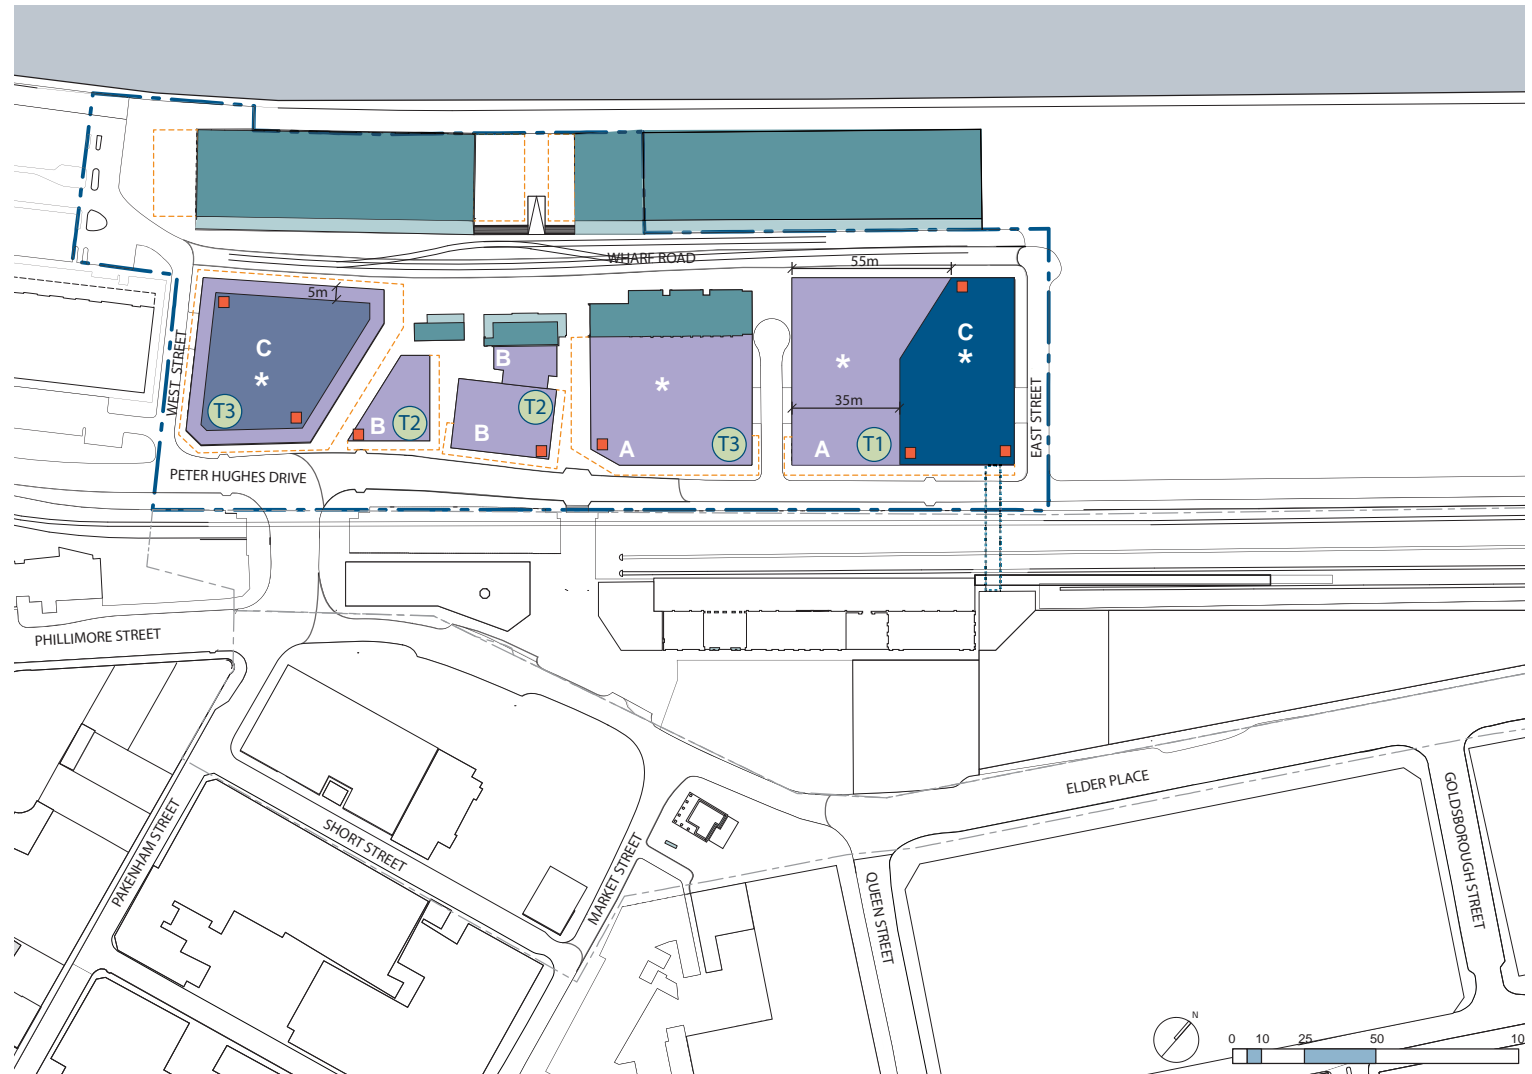 WHARF ROAD
55m
5m
C
*
C
*
B
*
*
WEST STREET
35m
EAST STREET
T3
T2
T2
B
B
A
T3
A
T1
PETER HUGHES DRIVE
PHILLIMORE STREET
ELDER PLACE
GOLDSBOROUGH STREET
PAKENHAM STREET
SHORT STREET
MARKET STREET
QUEEN STREET
N
0 10 25 50 10